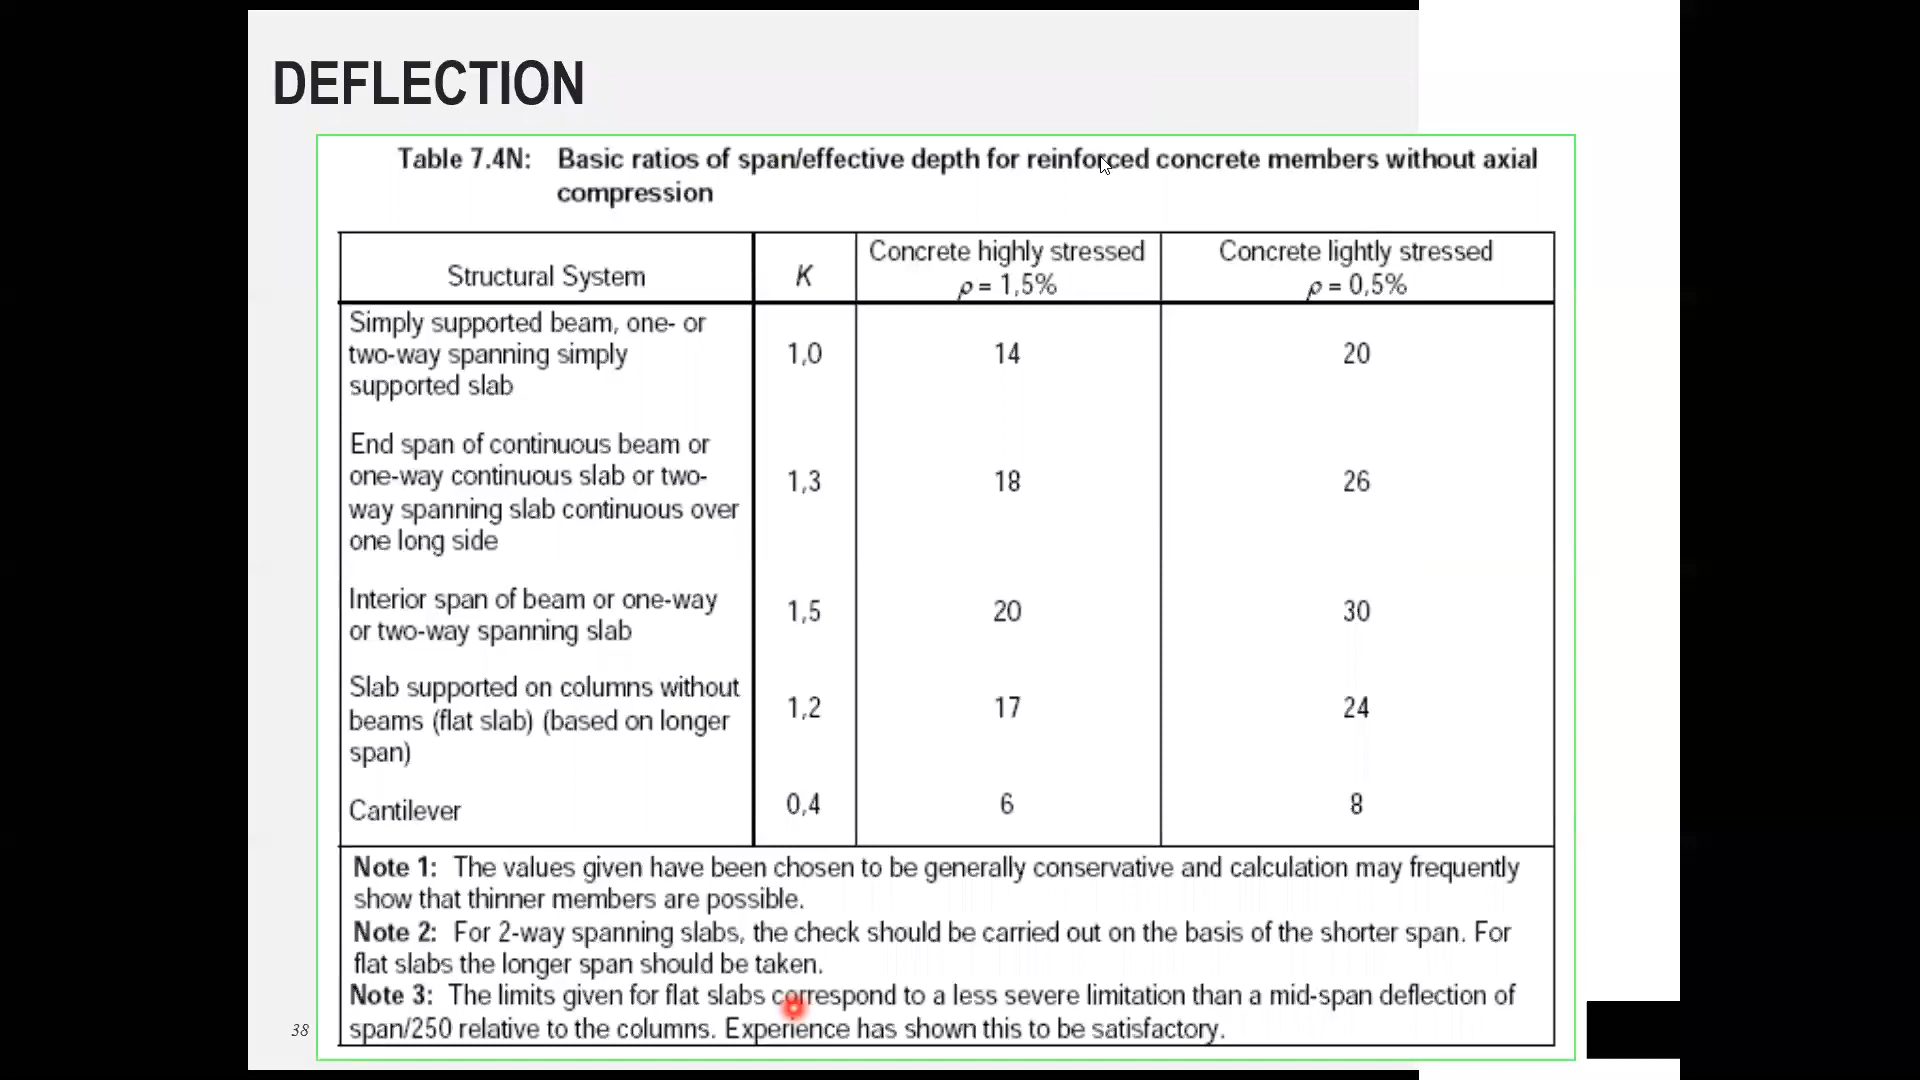 DEFLECTION
Table 7.4N: Basic ratios of span/effective depth for reinforced concrete members without axial
compression
Structural System
K
Concrete highly stressed
ρ = 1,5%
Concrete lightly stressed
ρ = 0,5%
Simply supported beam, one- or
two-way spanning simply
supported slab
1,0
14
20
End span of continuous beam or
one-way continuous slab or two-
way spanning slab continuous over
one long side
1,3
18
26
Interior span of beam or one-way
or two-way spanning slab
1,5
20
30
Slab supported on columns without
beams (flat slab) (based on longer
span)
1,2
17
24
Cantilever
0,4
6
8
Note 1: The values given have been chosen to be generally conservative and calculation may frequently
show that thinner members are possible.
Note 2: For 2-way spanning slabs, the check should be carried out on the basis of the shorter span. For
flat slabs the longer span should be taken.
Note 3: The limits given for flat slabs correspond to a less severe limitation than a mid-span deflection of
span/250 relative to the columns. Experience has shown this to be satisfactory.
38